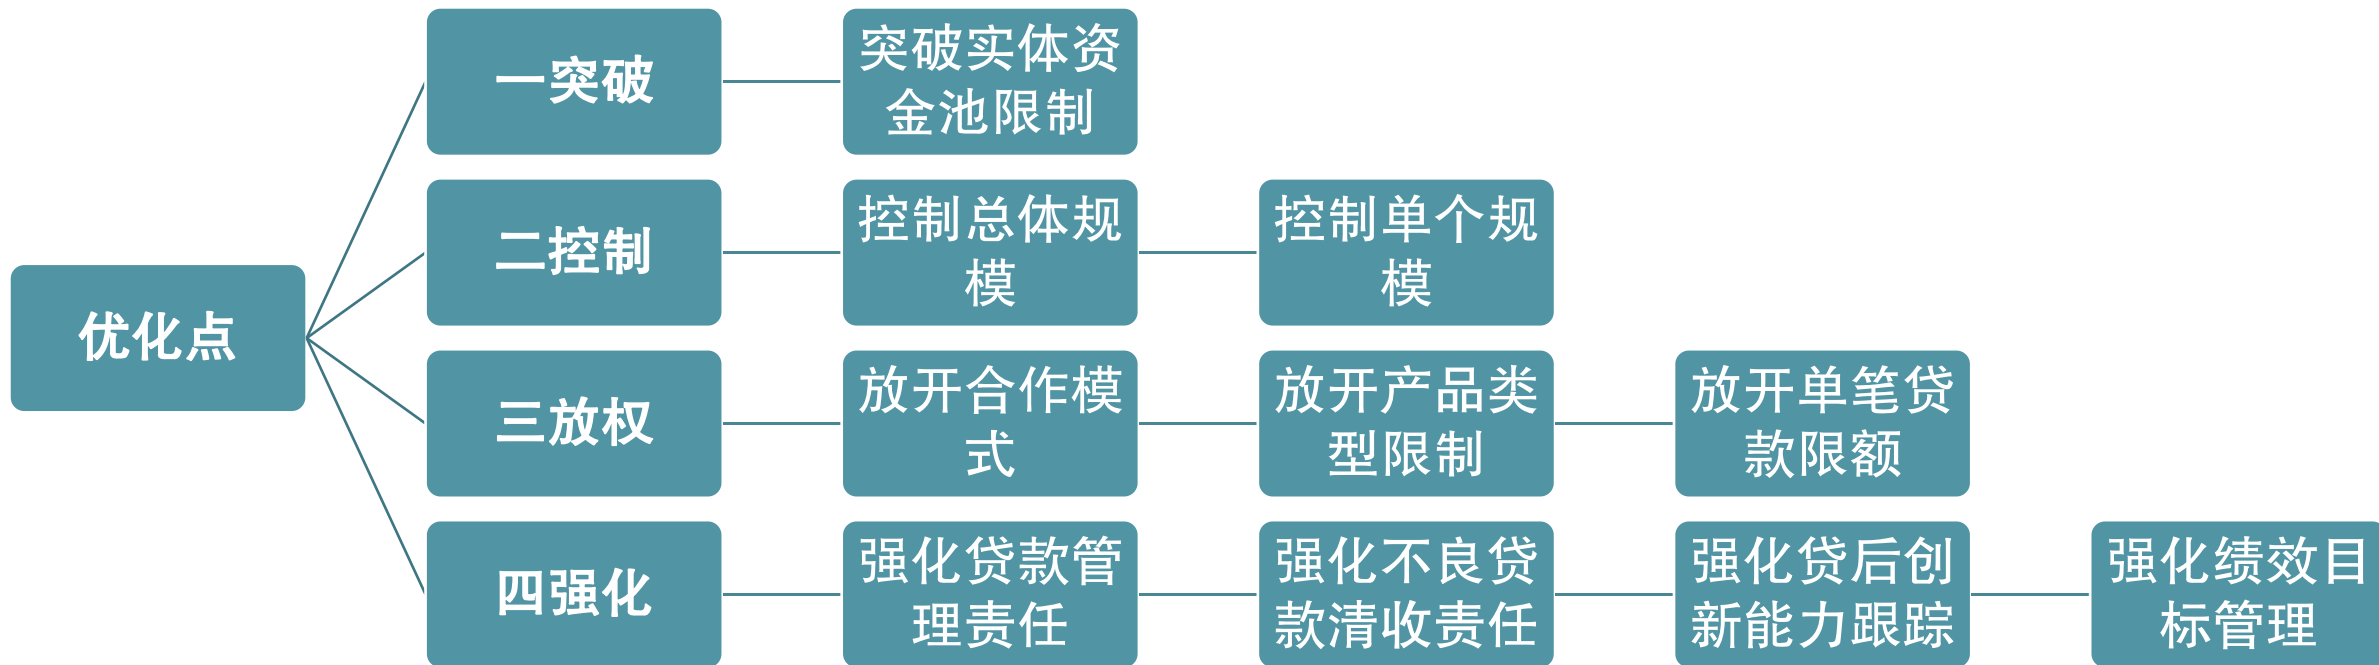 优化点
一突破
突破实体资
金池限制
二控制
控制总体规
模
控制单个规
模
三放权
放开合作模
式
放开产品类
型限制
放开单笔贷
款限额
四强化
强化贷款管
理责任
强化不良贷
款清收责任
强化贷后创
新能力跟踪
强化绩效目
标管理